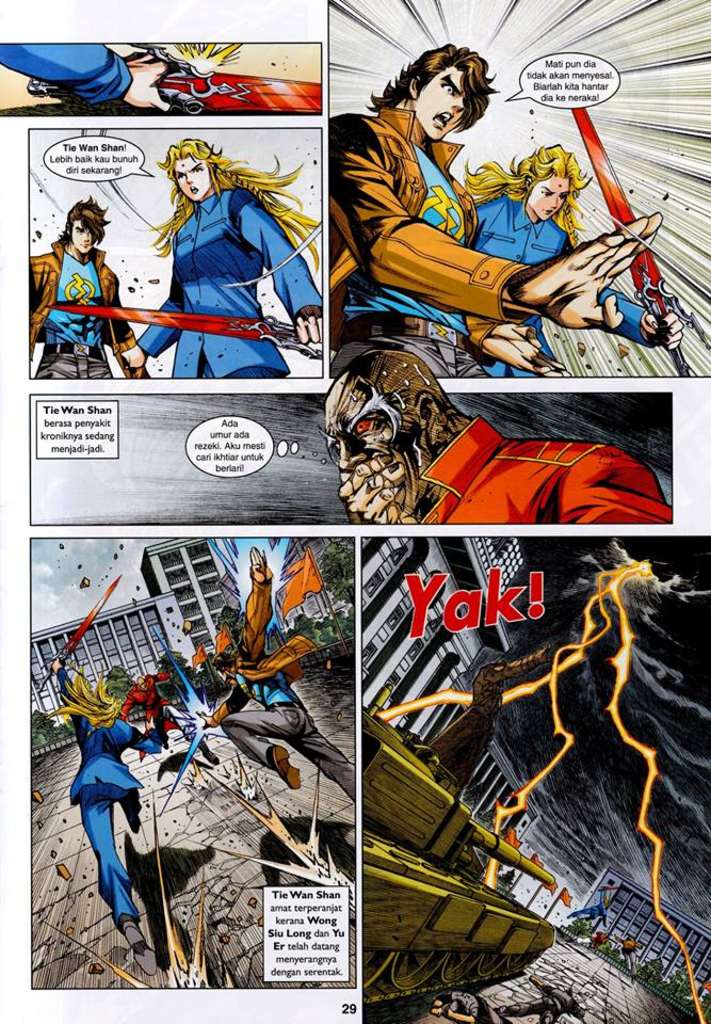 Tie Wan Shan!
Lebih baik kau bunuh
diri sekarang!
Mati pun dia
tidak akan menyesal.
Biarlah kita hantar
dia ke neraka!
Tie Wan Shan
berasa penyakit
kroniknya sedang
menjadi-jadi.
Ada
umur ada
rezeki. Aku mesti
cari ikhtiar untuk
berlari!
Tie Wan Shan
amat terperanjat
kerana Wong
Siu Long dan Yu
Er telah datang
menyerangnya
dengan serentak.
Yak!
29